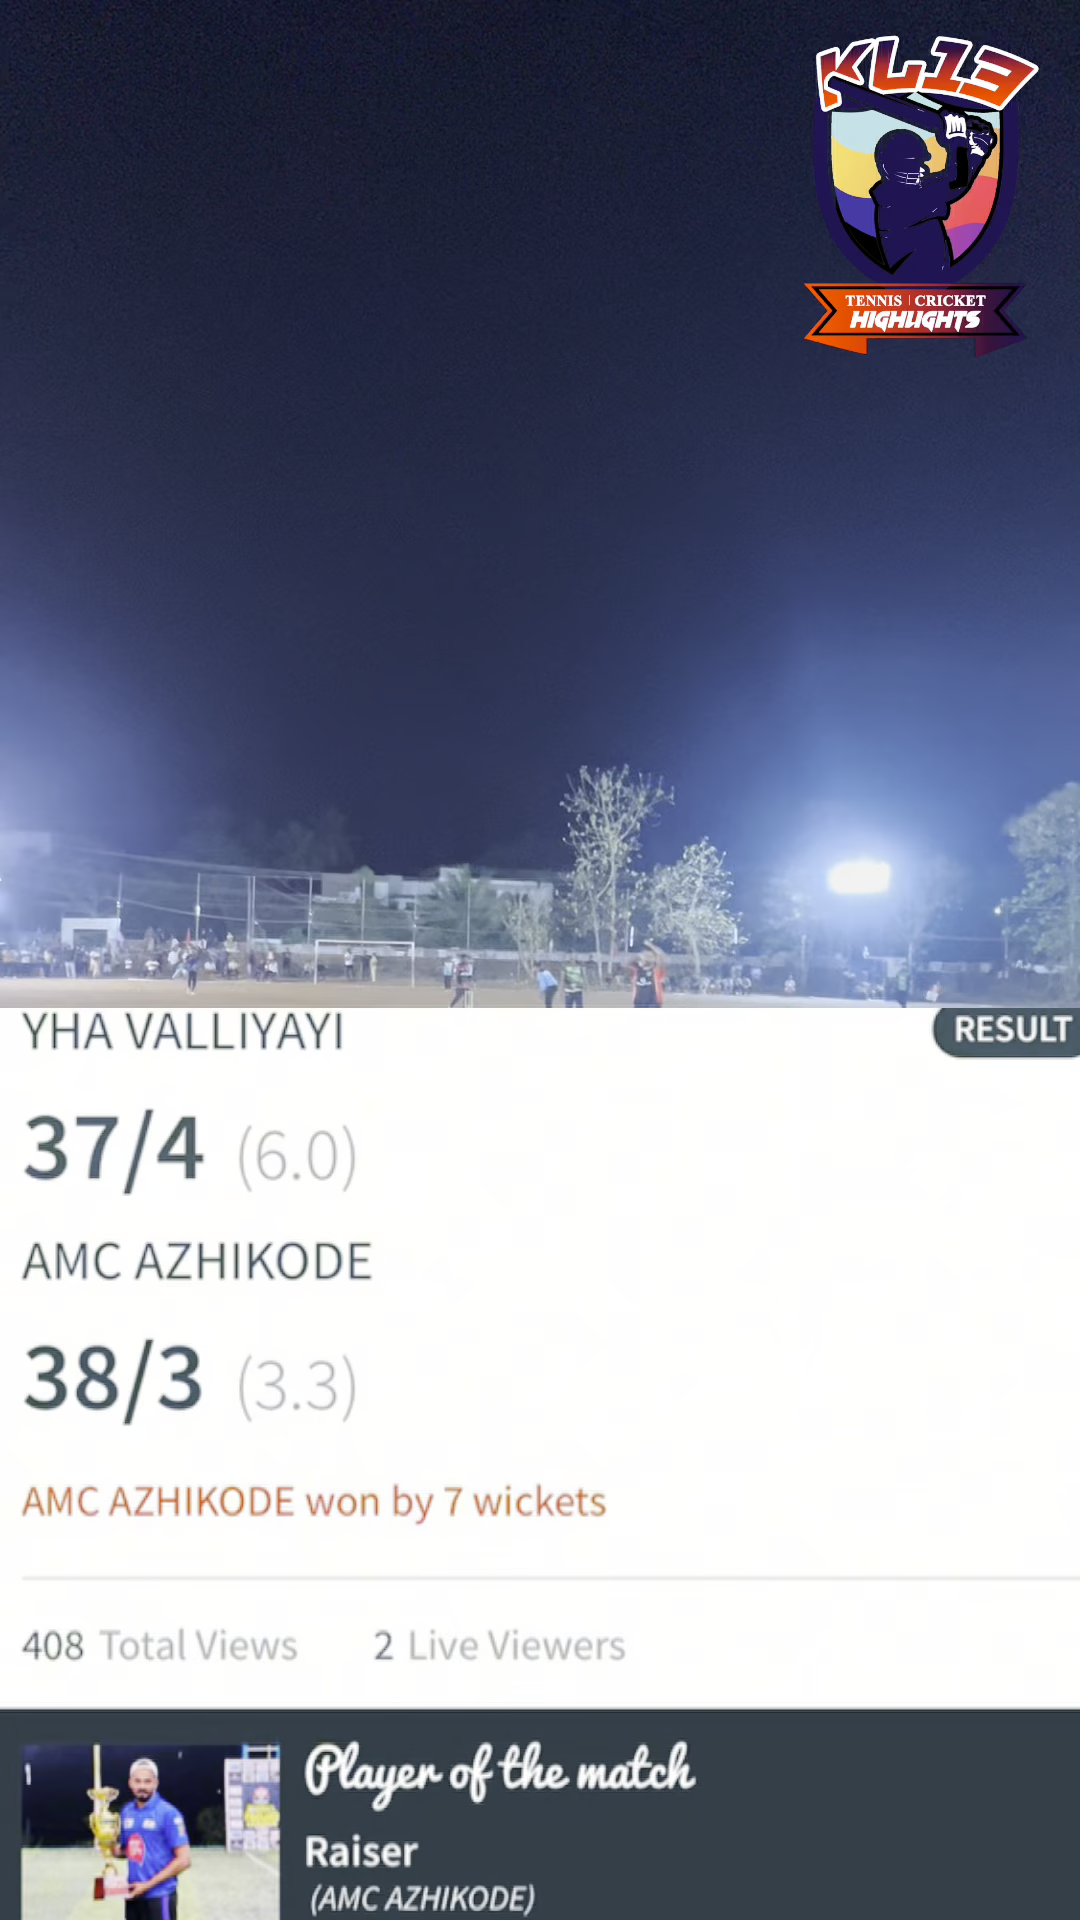 KL13
TENNIS | CRICKET
HIGHLIGHTS
YHA VALLIYAYI
RESULT
37/4 (6.0)
AMC AZHIKODE
38/3 (3.3)
AMC AZHIKODE won by 7 wickets
408 Total Views 2 Live Viewers
Player of the match
Raiser
(AMC AZHIKODE)